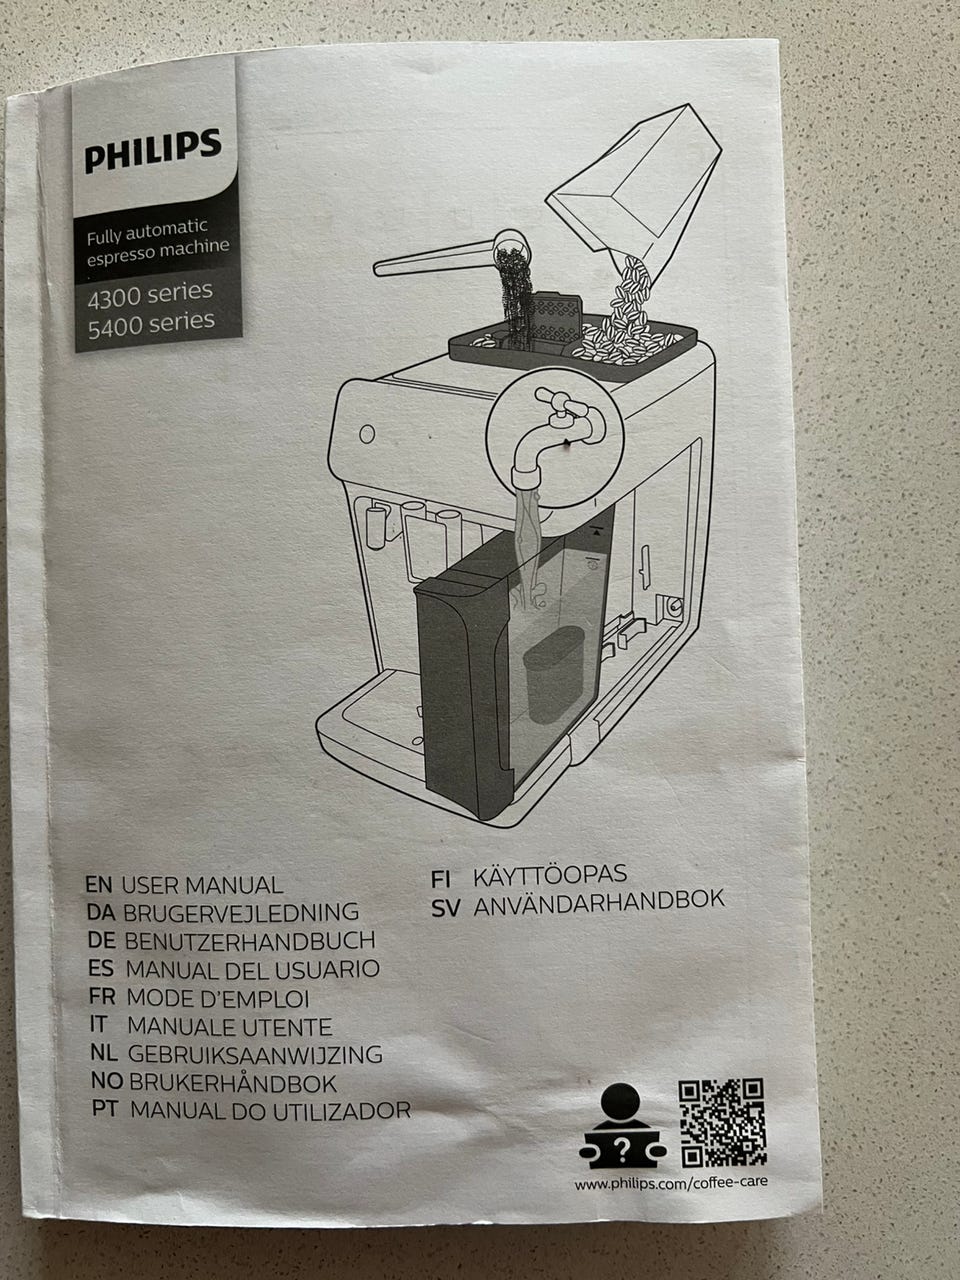 PHILIPS
Fully automatic
espresso machine
4300 series
5400 series
EN USER MANUAL
DA BRUGERVEJLEDNING
DE BENUTZERHANDBUCH
ES MANUAL DEL USUARIO
FR MODE D'EMPLOI
IT MANUALE UTENTE
NL GEBRUIKSAANWIJZING
NO BRUKERHÅNDBOK
PT MANUAL DO UTILIZADOR
FI KÄYTTÖOPAS
SV ANVÄNDARHANDBOK
?
www.philips.com/coffee-care